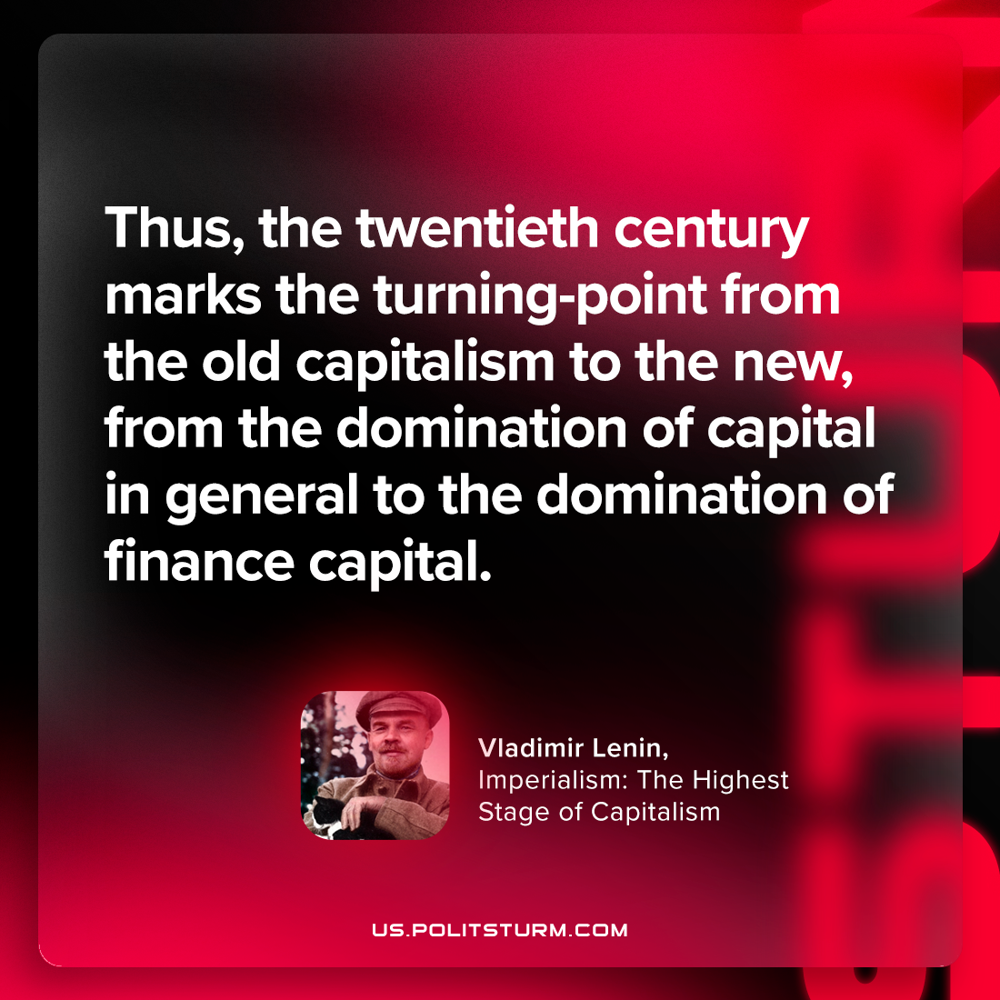 Thus, the twentieth century
marks the turning-point from
the old capitalism to the new,
from the domination of capital
in general to the domination of
finance capital.
Vladimir Lenin,
Imperialism: The Highest
Stage of Capitalism
US.POLITSTURM.COM